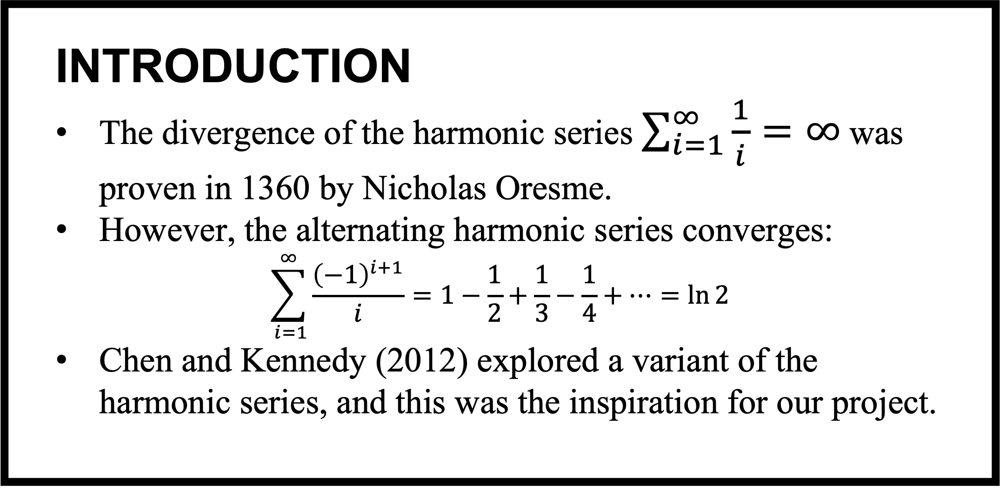 INTRODUCTION
• The divergence of the harmonic series $\sum_{i=1}^{\infty} \frac{1}{i} = \infty$ was
proven in 1360 by Nicholas Oresme.
• However, the alternating harmonic series converges:
$\sum_{i=1}^{\infty} \frac{(-1)^{i+1}}{i} = 1 - \frac{1}{2} + \frac{1}{3} - \frac{1}{4} + \cdots = \ln 2$
• Chen and Kennedy (2012) explored a variant of the
harmonic series, and this was the inspiration for our project.